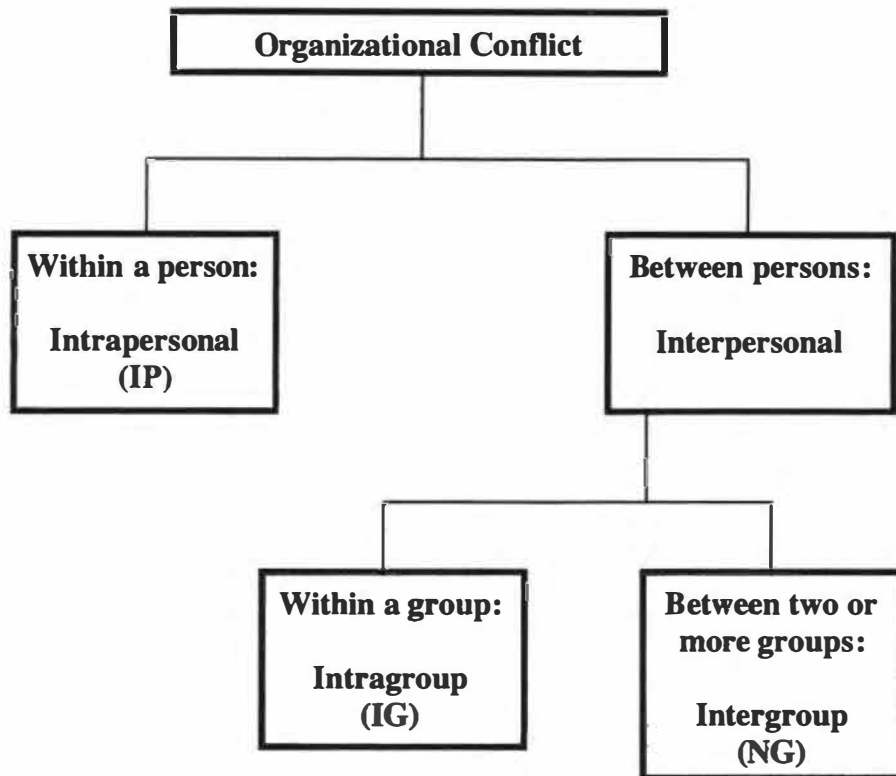 Organizational Conflict
Within a person:
Intrapersonal
(IP)
Between persons:
Interpersonal
Within a group:
Intragroup
(IG)
Between two or
more groups:
Intergroup
(NG)